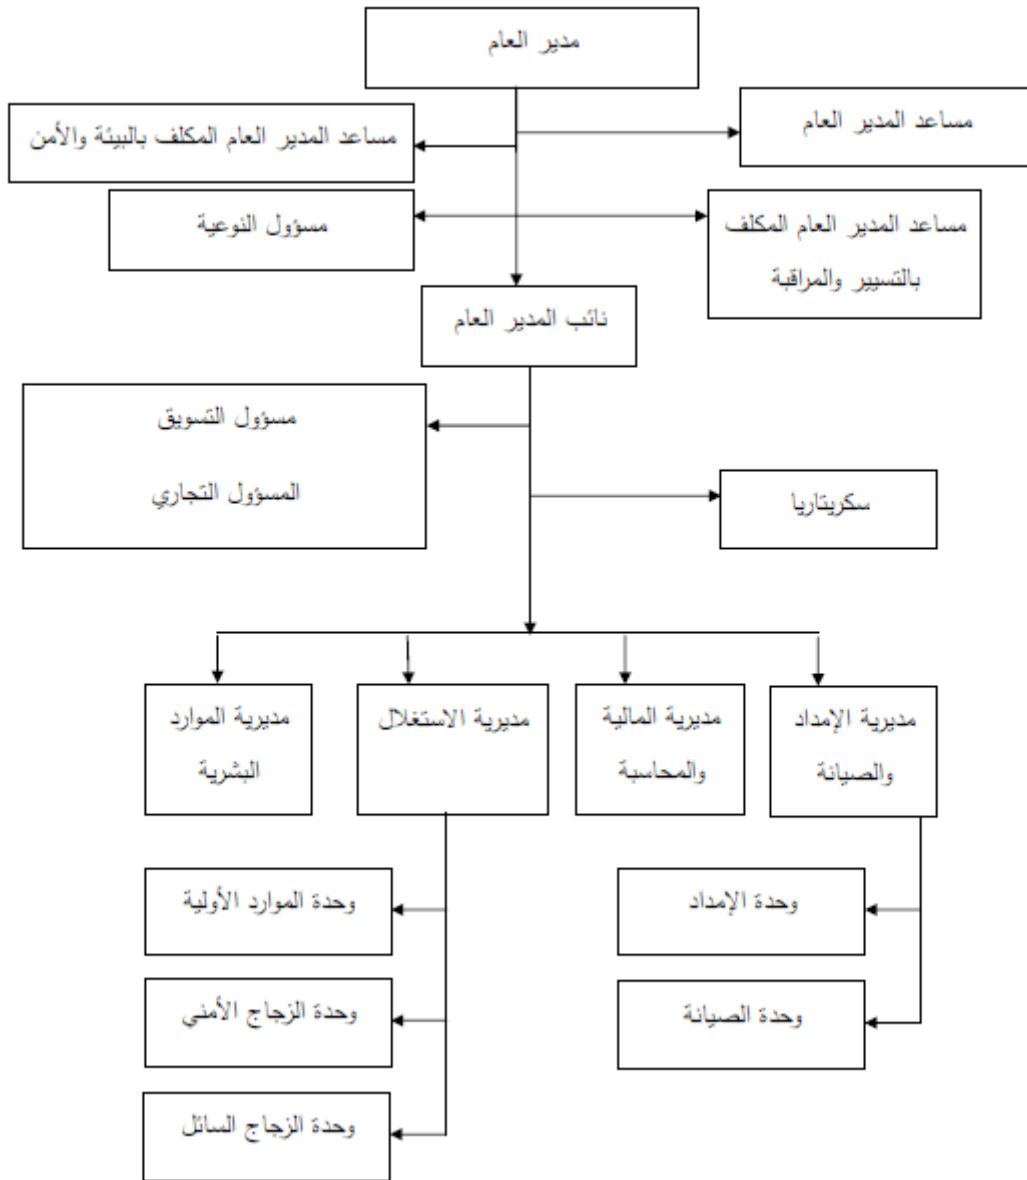 مدير العام
مساعد المدير العام
مساعد المدير العام المكلف بالبيئة والأمن
مساعد المدير العام المكلف
بالتسيير والمراقبة
مسؤول النوعية
نائب المدير العام
مسؤول التسويق
المسؤول التجاري
سكريتاريا
مديرية الإمداد
والصيانة
مديرية المالية
والمحاسبة
مديرية الاستغلال
مديرية الموارد
البشرية
وحدة الإمداد
وحدة الموارد الأولية
وحدة الصيانة
وحدة الزجاج الأمني
وحدة الزجاج السائل